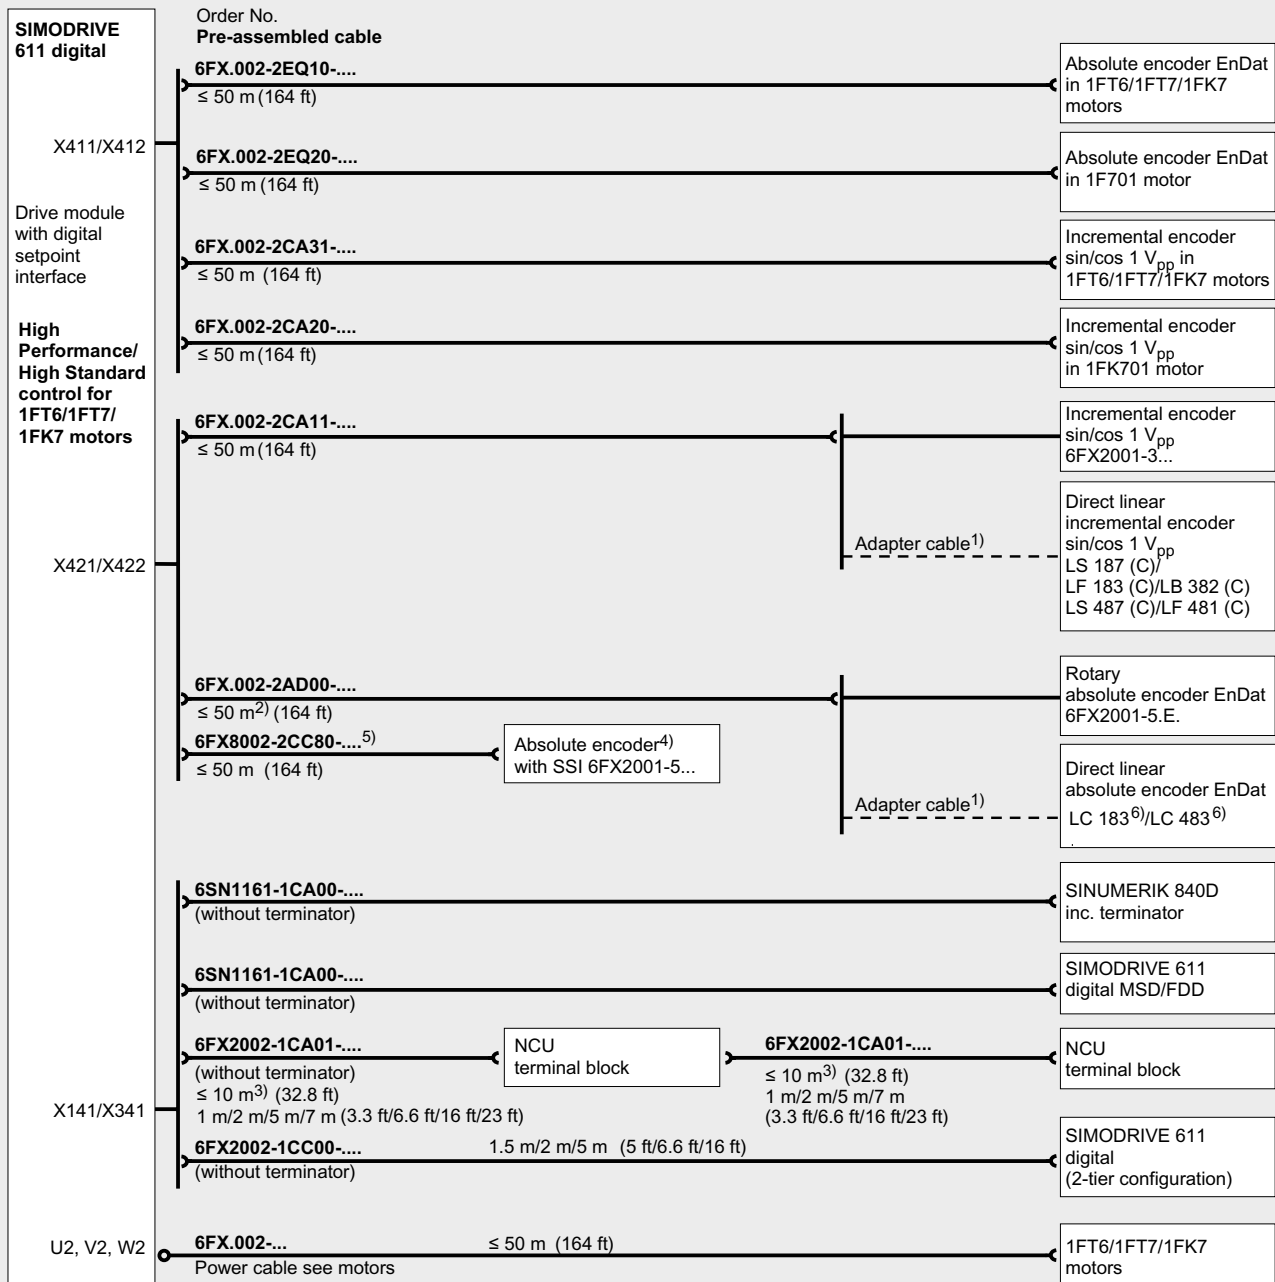 SIMODRIVE
611 digital
Order No.
Pre-assembled cable
X411/X412
6FX.002-2EQ10-....
≤ 50 m (164 ft)
Absolute encoder EnDat
in 1FT6/1FT7/1FK7
motors
6FX.002-2EQ20-....
≤ 50 m (164 ft)
Absolute encoder EnDat
in 1F701 motor
Drive module
with digital
setpoint
interface
6FX.002-2CA31-....
≤ 50 m (164 ft)
Incremental encoder
sin/cos 1 Vpp in
1FT6/1FT7/1FK7 motors
6FX.002-2CA20-....
≤ 50 m (164 ft)
Incremental encoder
sin/cos 1 Vpp
in 1FK701 motor
High
Performance/
High Standard
control for
1FT6/1FT7/
1FK7 motors
X421/X422
6FX.002-2CA11-....
≤ 50 m (164 ft)
Incremental encoder
sin/cos 1 Vpp
6FX2001-3...
Adapter cable1)
Direct linear
incremental encoder
sin/cos 1 Vpp
LS 187 (C)/
LF 183 (C)/LB 382 (C)
LS 487 (C)/LF 481 (C)
6FX.002-2AD00-....
≤ 50 m2) (164 ft)
Rotary
absolute encoder EnDat
6FX2001-5.E.
6FX8002-2CC80-....5)
≤ 50 m (164 ft)
Absolute encoder4)
with SSI 6FX2001-5...
Adapter cable1)
Direct linear
absolute encoder EnDat
LC 1836)/LC 4836)
X141/X341
6SN1161-1CA00-....
(without terminator)
SINUMERIK 840D
inc. terminator
6SN1161-1CA00-....
(without terminator)
SIMODRIVE 611
digital MSD/FDD
6FX2002-1CA01-....
(without terminator)
≤ 10 m3) (32.8 ft)
1 m/2 m/5 m/7 m (3.3 ft/6.6 ft/16 ft/23 ft)
NCU
terminal block
6FX2002-1CA01-....
≤ 10 m3) (32.8 ft)
1 m/2 m/5 m/7 m
(3.3 ft/6.6 ft/16 ft/23 ft)
NCU
terminal block
6FX2002-1CC00-....
(without terminator)
1.5 m/2 m/5 m (5 ft/6.6 ft/16 ft)
SIMODRIVE 611
digital
(2-tier configuration)
U2, V2, W2
6FX.002-...
≤ 50 m (164 ft)
Power cable see motors
1FT6/1FT7/1FK7
motors